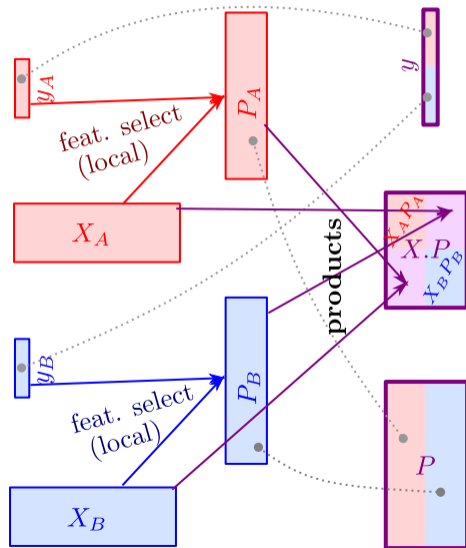 y_A
P_A
y
feat. select
(local)
X_A
X_A P_A
X.P
X_B P_B
products
y_B
P_B
feat. select
(local)
P
X_B